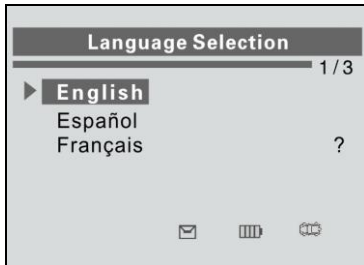 Language Selection
1/3
English
Español
Français ?